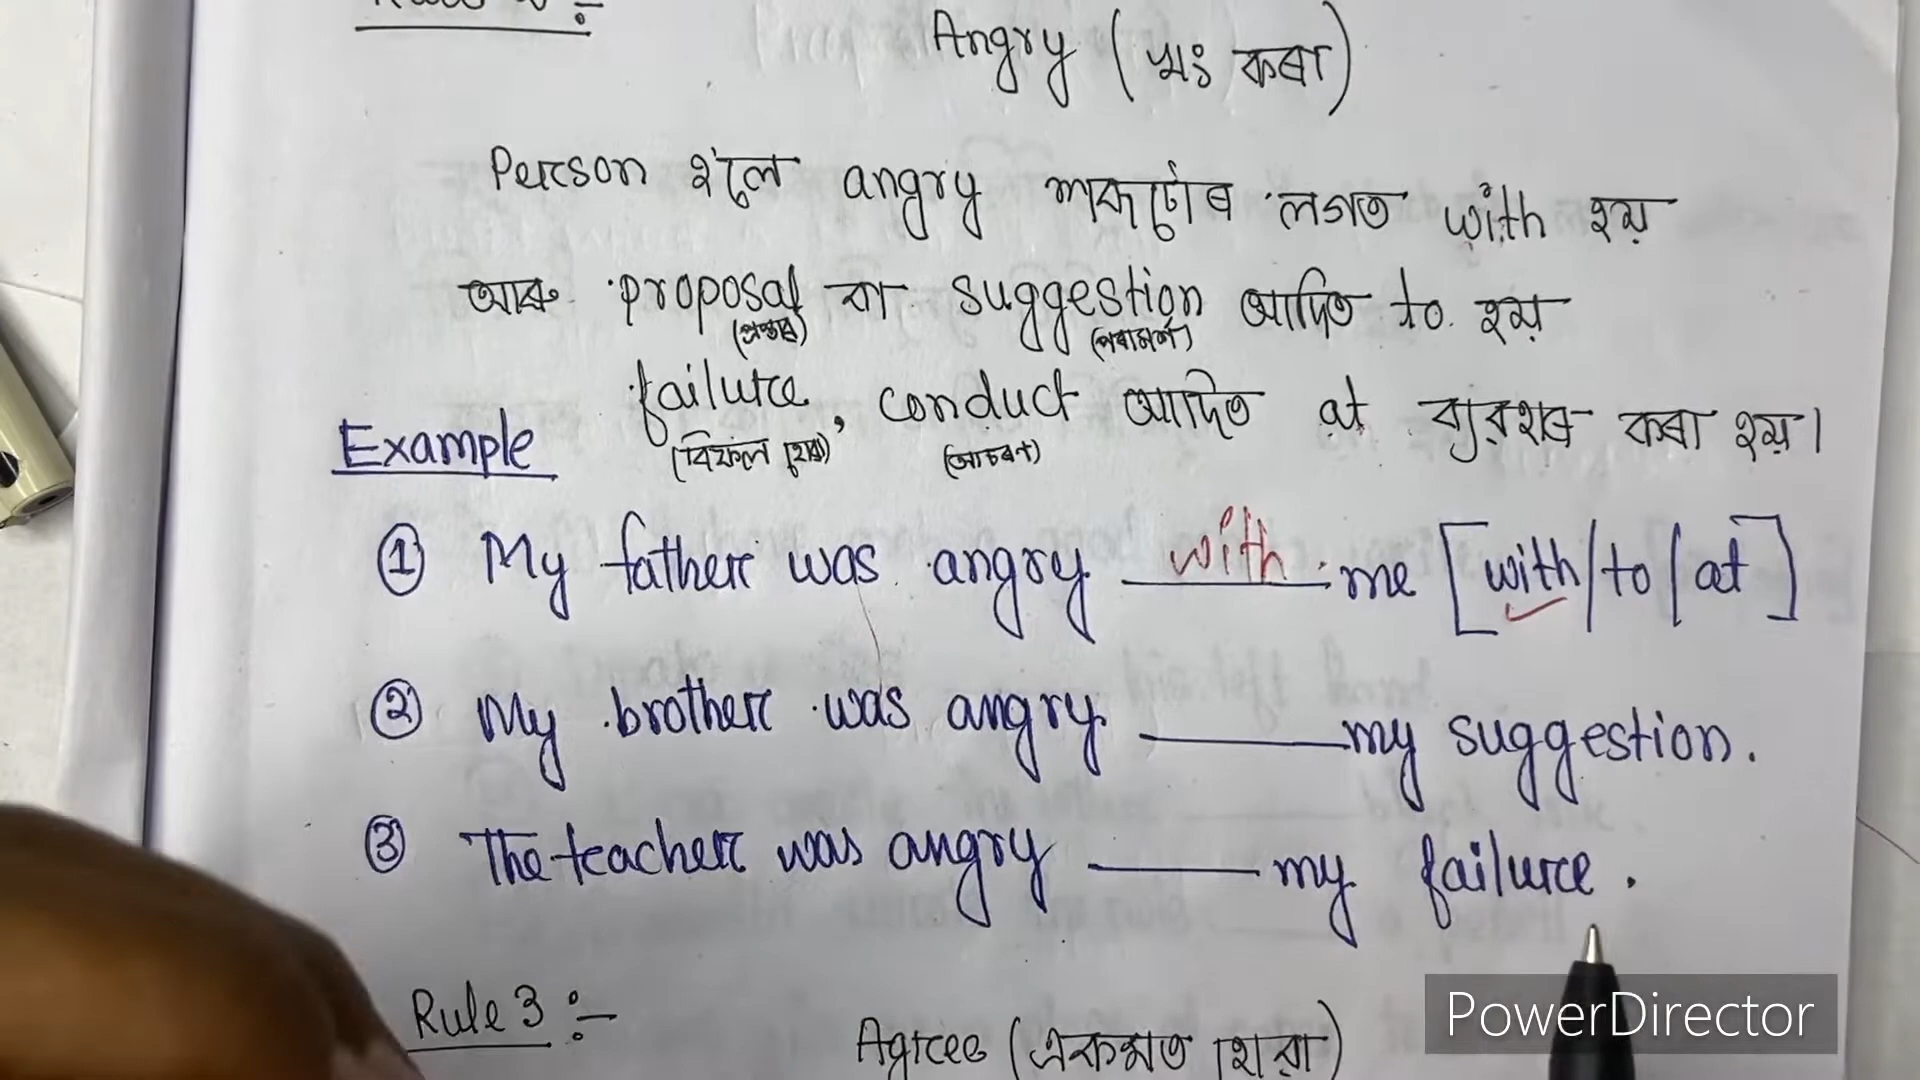 Angry (খং কৰা)
Person হ'লে angry শব্দটোৰ লগত with হয়
আৰু proposal বা suggestion আদিত to হয়
(প্ৰস্তাৱ) (পৰামৰ্শ)
failure, conduct আদিত at ব্যৱহাৰ কৰা হয়।
(বিফল হোৱা) (আচৰণ)
Example
① My father was angry with me [with/to/at]
② My brother was angry ______ my suggestion.
③ The teacher was angry ______ my failure.
Rule 3 :-
Agree (একমত হোৱা)
PowerDirector